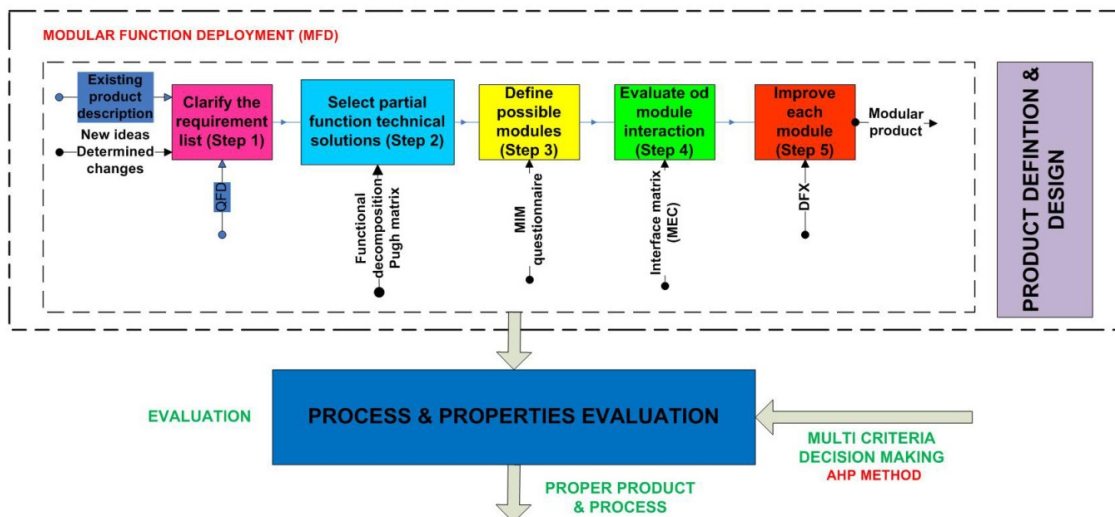 MODULAR FUNCTION DEPLOYMENT (MFD)
Existing
product
description
New ideas
Determined
changes
Clarify the
requirement
list (Step 1)
QFD
Select partial
function technical
solutions (Step 2)
Functional
decomposition
Pugh matrix
Define
possible
modules
(Step 3)
MIM
questionnaire
Evaluate od
module
interaction
(Step 4)
Interface matrix
(MEC)
Improve
each
module
(Step 5)
DFX
Modular
product
PRODUCT DEFINTION &
DESIGN
EVALUATION
PROCESS & PROPERTIES EVALUATION
MULTI CRITERIA
DECISION MAKING
AHP METHOD
PROPER PRODUCT
& PROCESS